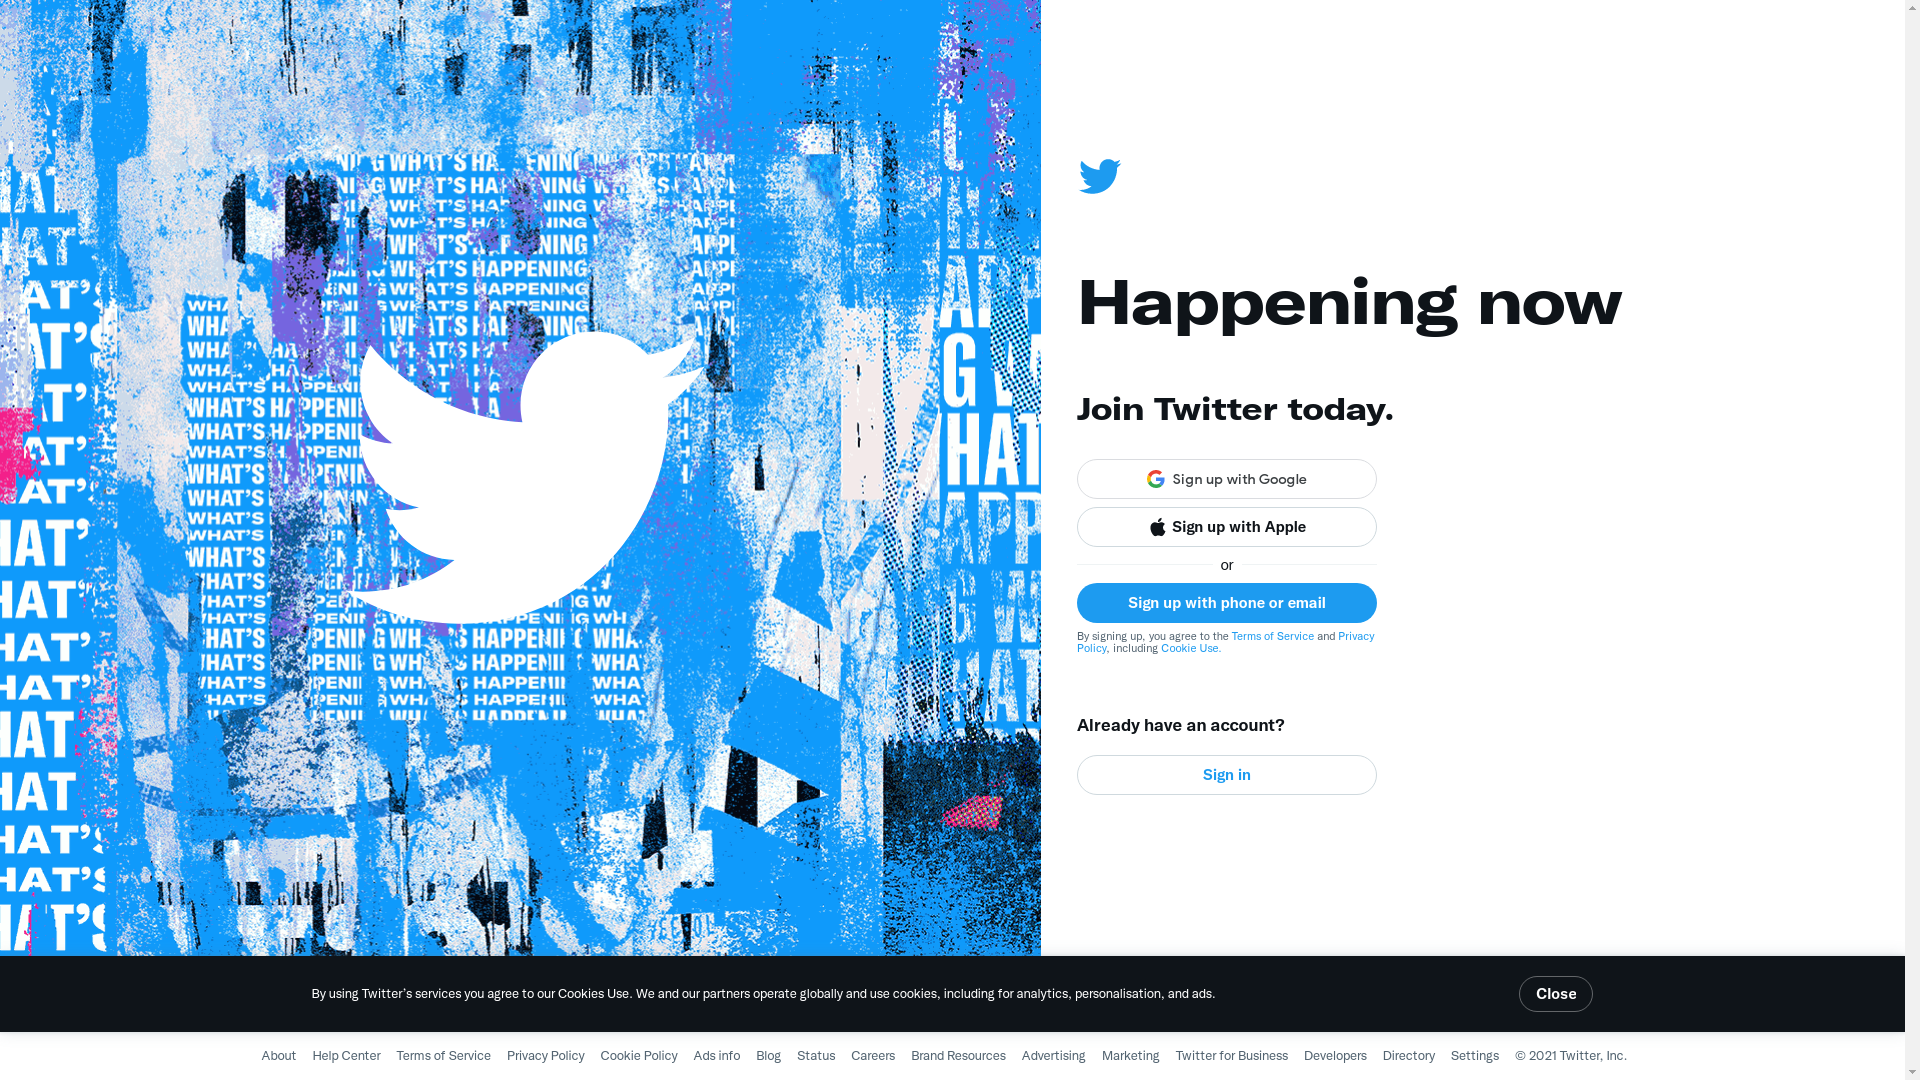 Happening now
Join Twitter today.
Sign up with Google
Sign up with Apple
or
Sign up with phone or email
By signing up, you agree to the Terms of Service and Privacy
Policy, including Cookie Use.
Already have an account?
Sign in
By using Twitter’s services you agree to our Cookies Use. We and our partners operate globally and use cookies, including for analytics, personalisation, and ads.
Close
About Help Center Terms of Service Privacy Policy Cookie Policy Ads info Blog Status Careers Brand Resources Advertising Marketing Twitter for Business Developers Directory Settings © 2021 Twitter, Inc.